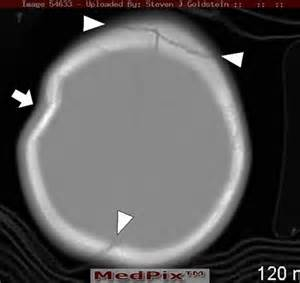 Image 54633 - Uploaded By: Steven J Goldstein :: :: :: ::
MedPix
120 m